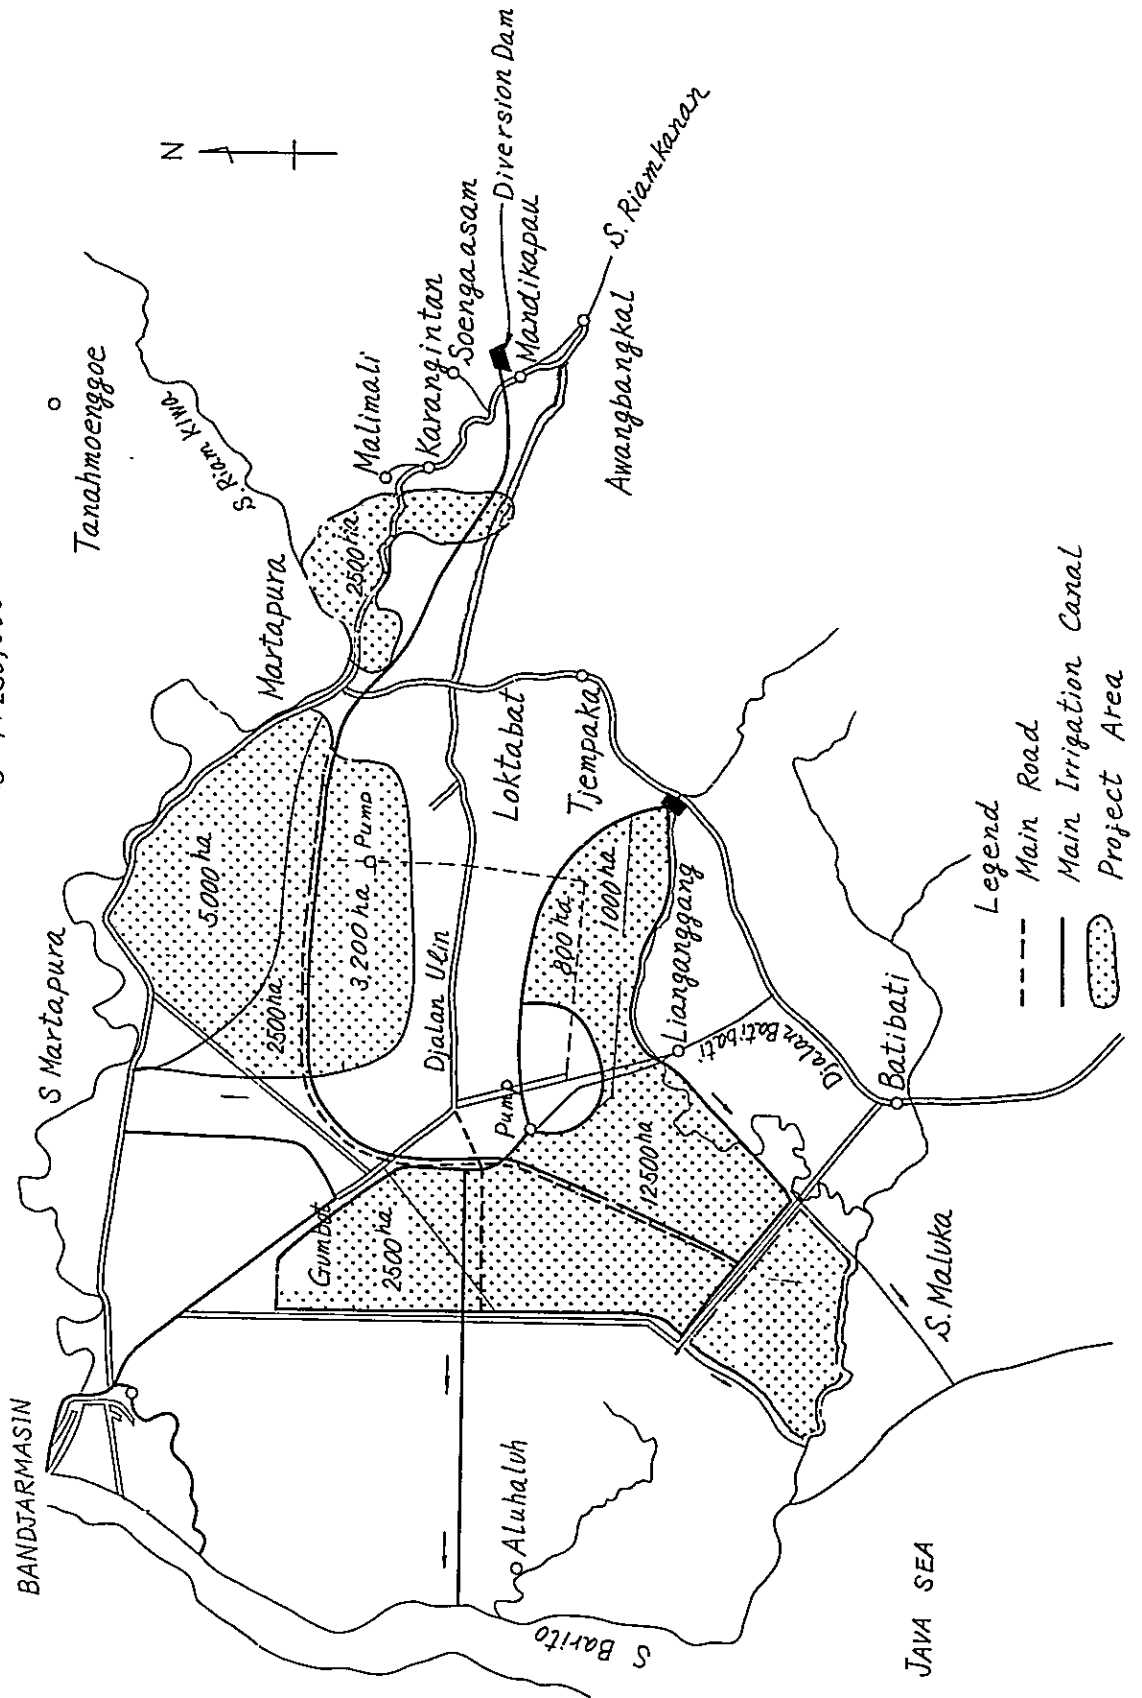 BANDJARMASIN
S Martapura
Martapura
Tanahmoenggoe
S. Riam Kiwa
N
Malimali
Karangintan
Soengaasam
Diversion Dam
Mandikapau
S. Riamkanan
Awangbangkal
5.000 ha
2500 ha
2500 ha
3,200 ha
Pump
Djalan Ulin
Loktabat
Tjempaka
Gumbat
2500 ha
Pump
800 ha
1000 ha
Lianganggang
12500 ha
Djalan Batibati
Batibati
Aluhaluh
S Barito
S. Maluka
JAVA SEA
Legend
Main Road
Main Irrigation Canal
Project Area